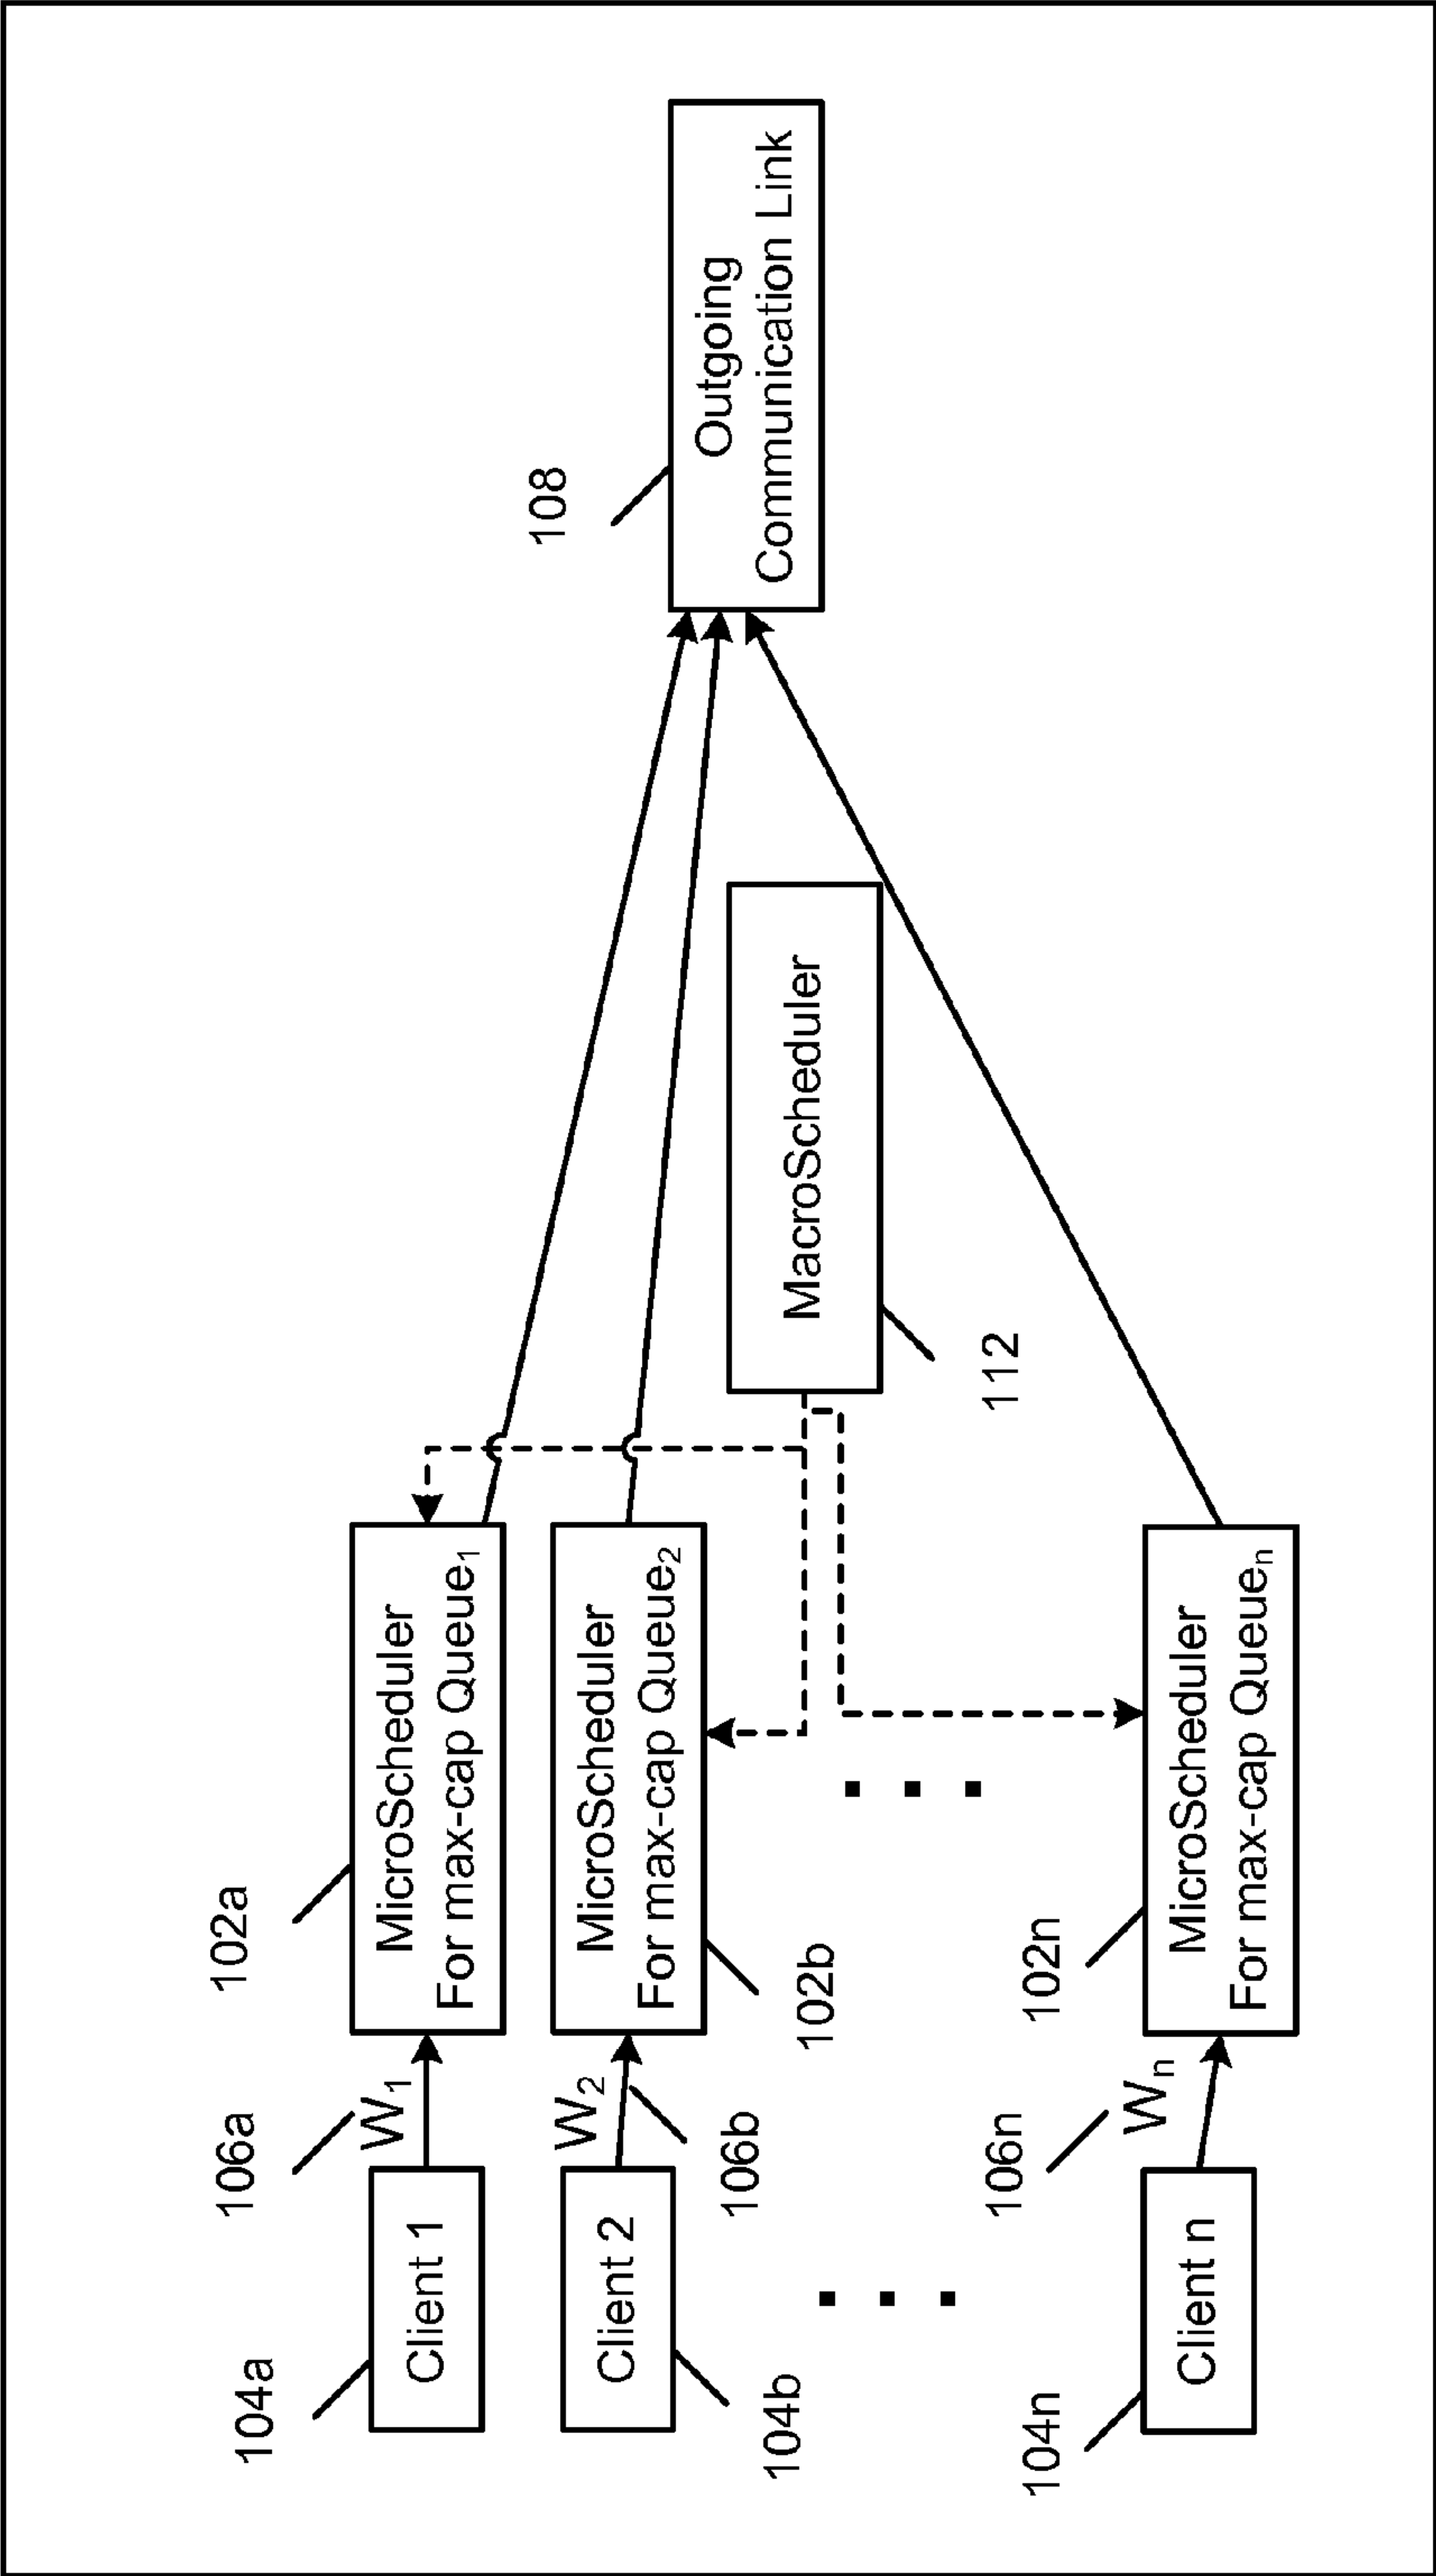 102a
106a
104a
Client 1
W1
MicroScheduler
For max-cap Queue1
108
Outgoing
Communication Link
Client 2
W2
MicroScheduler
For max-cap Queue2
MacroScheduler
104b
106b
102b
112
104n
106n
102n
Client n
Wn
MicroScheduler
For max-cap Queuen